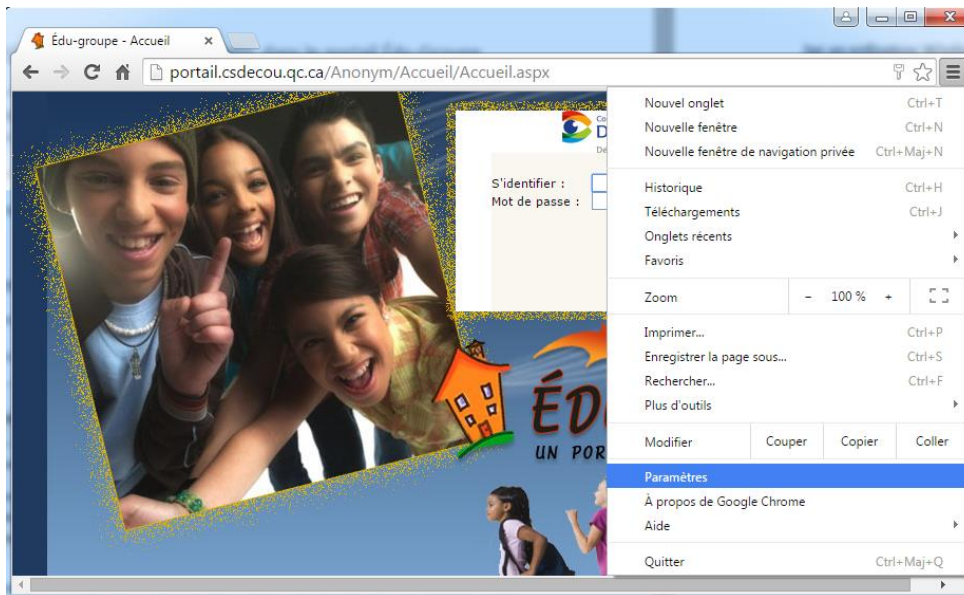 Édu-groupe - Accueil
portail.csdecou.qc.ca/Anonym/Accueil/Accueil.aspx
Co
D
De
S'identifier :
Mot de passe :
ÉD
UN POR
Nouvel onglet Ctrl+T
Nouvelle fenêtre Ctrl+N
Nouvelle fenêtre de navigation privée Ctrl+Maj+N
Historique Ctrl+H
Téléchargements Ctrl+J
Onglets récents
Favoris
Zoom - 100 % +
Imprimer... Ctrl+P
Enregistrer la page sous... Ctrl+S
Rechercher... Ctrl+F
Plus d'outils
Modifier Couper Copier Coller
Paramètres
À propos de Google Chrome
Aide
Quitter Ctrl+Maj+Q